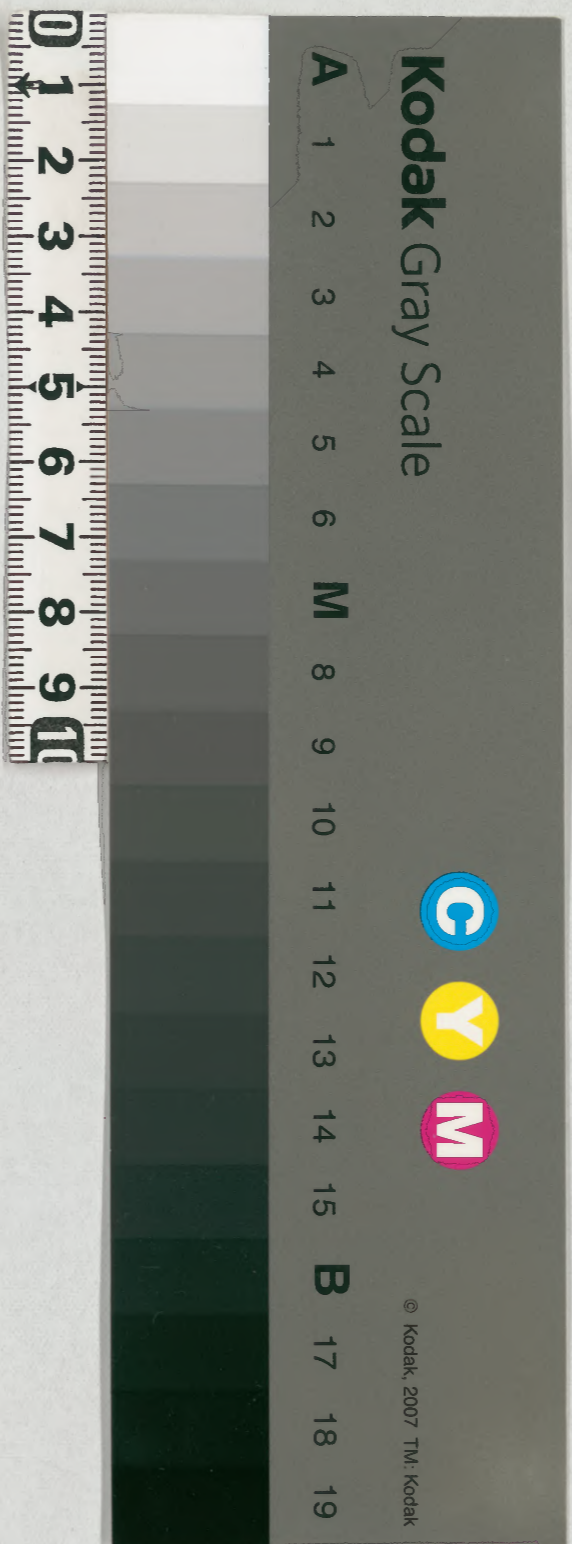 Kodak Gray Scale
C Y M
© Kodak, 2007 TM: Kodak
A 1 2 3 4 5 6 M 8 9 10 11 12 13 14 15 B 17 18 19
0 1 2 3 4 5 6 7 8 9 10